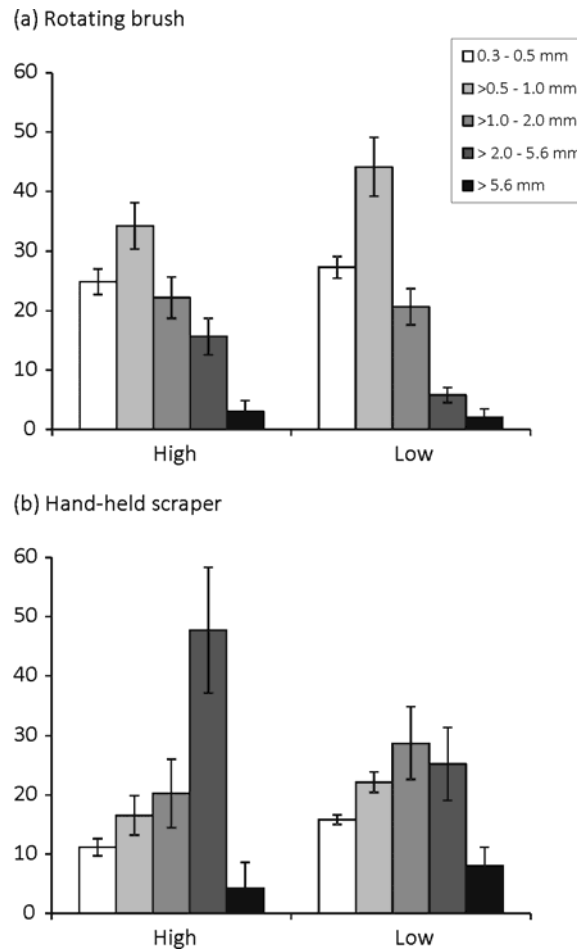 (a) Rotating brush
0.3 - 0.5 mm
>0.5 - 1.0 mm
>1.0 - 2.0 mm
> 2.0 - 5.6 mm
> 5.6 mm
60
50
40
30
20
10
0
High Low
(b) Hand-held scraper
60
50
40
30
20
10
0
High Low